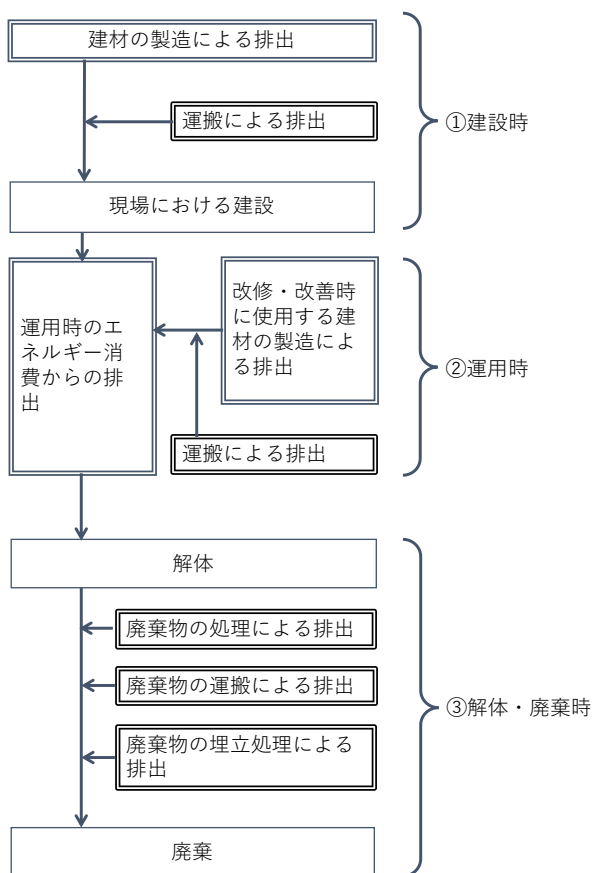 建材の製造による排出
運搬による排出
①建設時
現場における建設
運用時のエ
ネルギー消
費からの排
出
改修・改善時
に使用する建
材の製造によ
る排出
②運用時
運搬による排出
解体
廃棄物の処理による排出
廃棄物の運搬による排出
③解体・廃棄時
廃棄物の埋立処理による
排出
廃棄